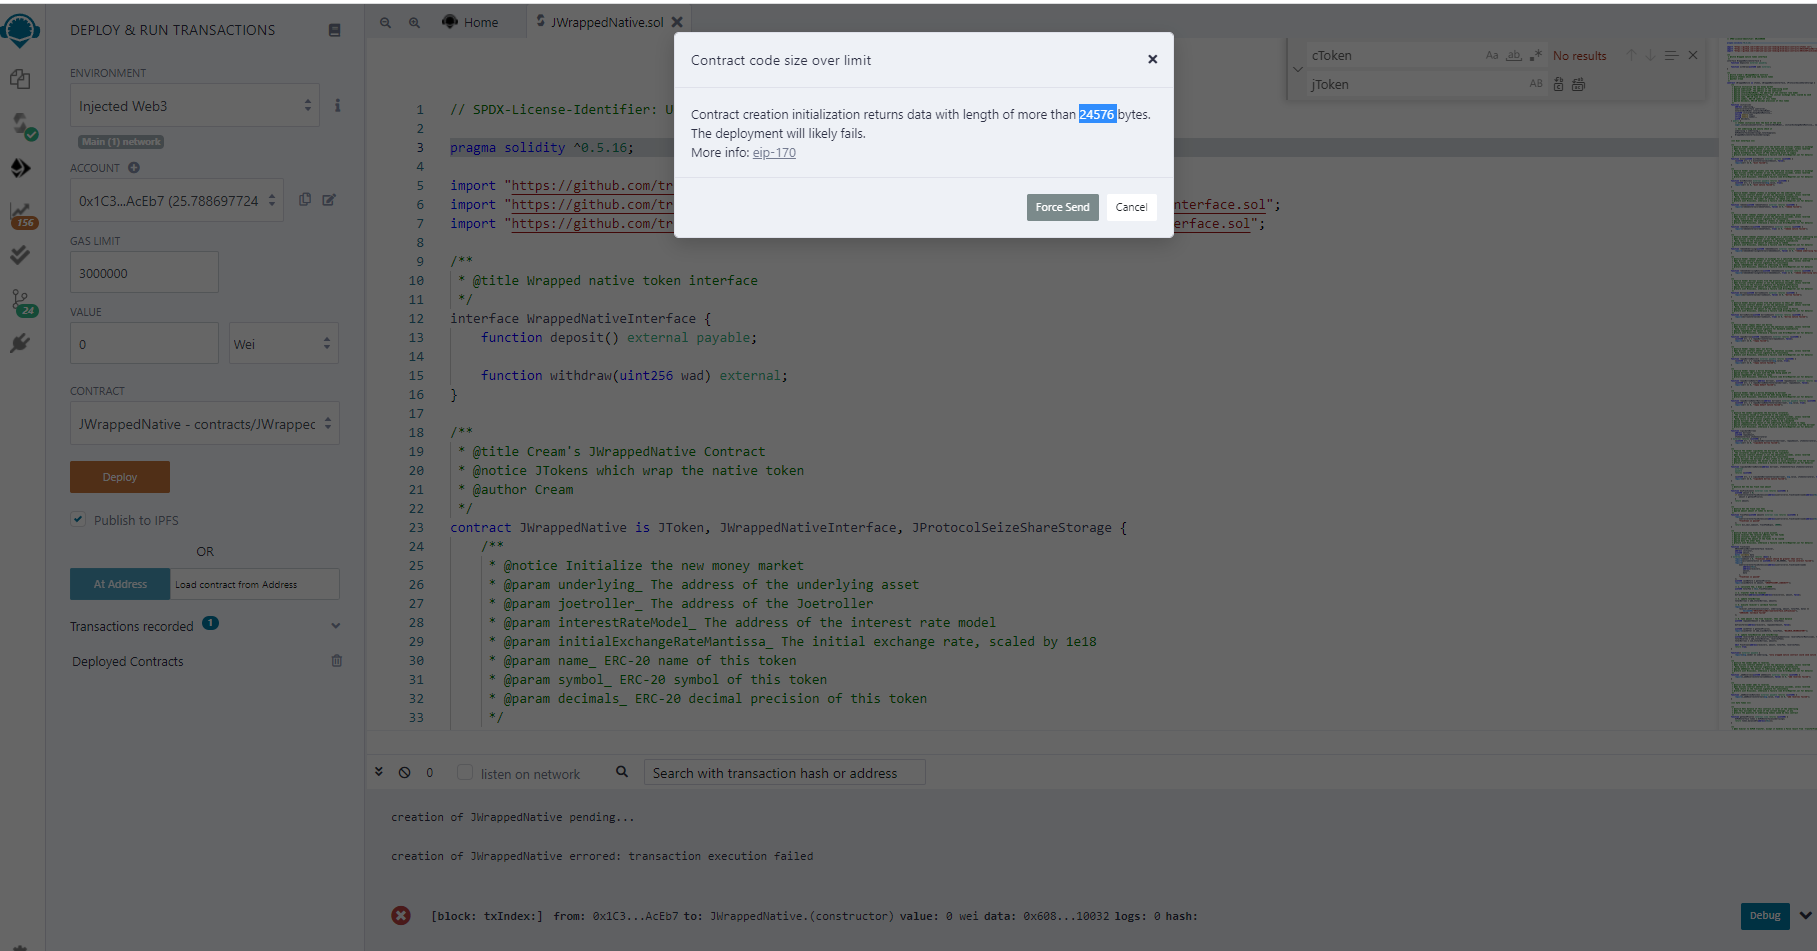 DEPLOY & RUN TRANSACTIONS
ENVIRONMENT
Injected Web3
Main (1) network
ACCOUNT
0x1C3...AcEb7 (25.788697724
GAS LIMIT
3000000
VALUE
0
Wei
CONTRACT
JWrappedNative - contracts/JWrappec
Deploy
Publish to IPFS
OR
At Address
Load contract from Address
Transactions recorded 1
Deployed Contracts
156
24
Home
JWrappedNative.sol
Contract code size over limit
Contract creation initialization returns data with length of more than 24576 bytes.
The deployment will likely fails.
More info: eip-170
Force Send
Cancel
cToken
Aa ab .*
No results
jToken
AB
1 // SPDX-License-Identifier: U
2
3 pragma solidity ^0.5.16;
4
5 import "https://github.com/tr
6 import "https://github.com/tr nterface.sol";
7 import "https://github.com/tr erface.sol";
8
9 /**
10 * @title Wrapped native token interface
11 */
12 interface WrappedNativeInterface {
13 function deposit() external payable;
14
15 function withdraw(uint256 wad) external;
16 }
17
18 /**
19 * @title Cream's JWrappedNative Contract
20 * @notice JTokens which wrap the native token
21 * @author Cream
22 */
23 contract JWrappedNative is JToken, JWrappedNativeInterface, JProtocolSeizeShareStorage {
24 /**
25 * @notice Initialize the new money market
26 * @param underlying_ The address of the underlying asset
27 * @param joetroller_ The address of the Joetroller
28 * @param interestRateModel_ The address of the interest rate model
29 * @param initialExchangeRateMantissa_ The initial exchange rate, scaled by 1e18
30 * @param name_ ERC-20 name of this token
31 * @param symbol_ ERC-20 symbol of this token
32 * @param decimals_ ERC-20 decimal precision of this token
33 */
0
listen on network
Search with transaction hash or address
creation of JWrappedNative pending...
creation of JWrappedNative errored: transaction execution failed
[block: txIndex:] from: 0x1C3...AcEb7 to: JWrappedNative.(constructor) value: 0 wei data: 0x608...10032 logs: 0 hash:
Debug